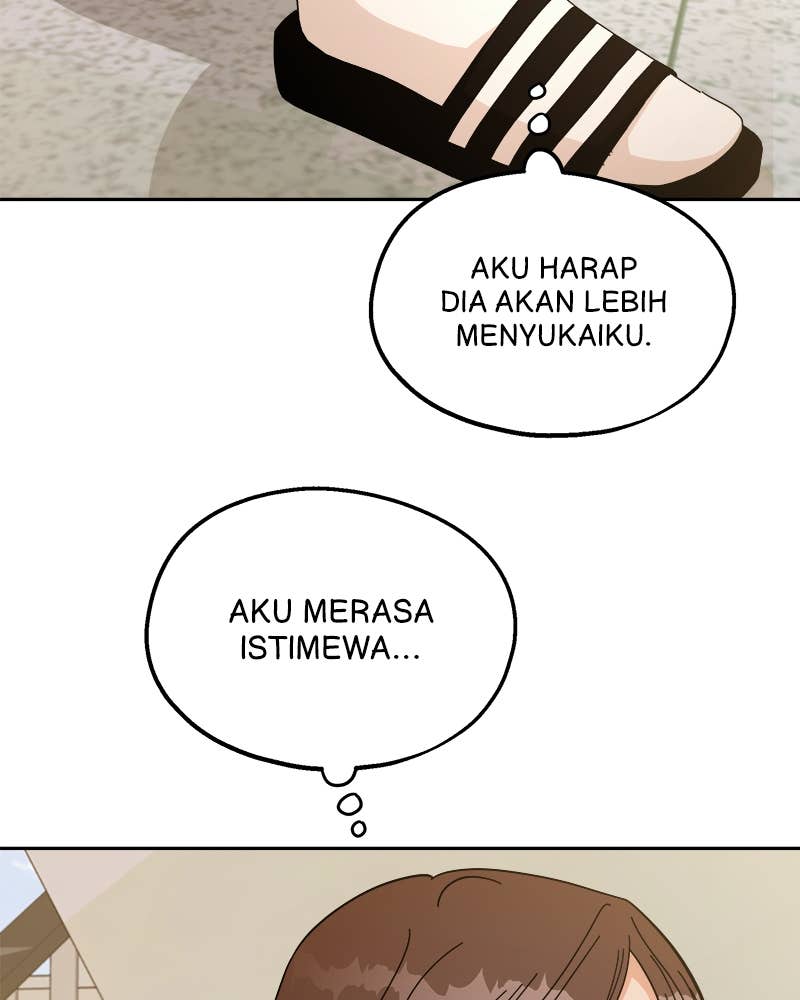 AKU HARAP
DIA AKAN LEBIH
MENYUKAIKU.
AKU MERASA
ISTIMEWA...